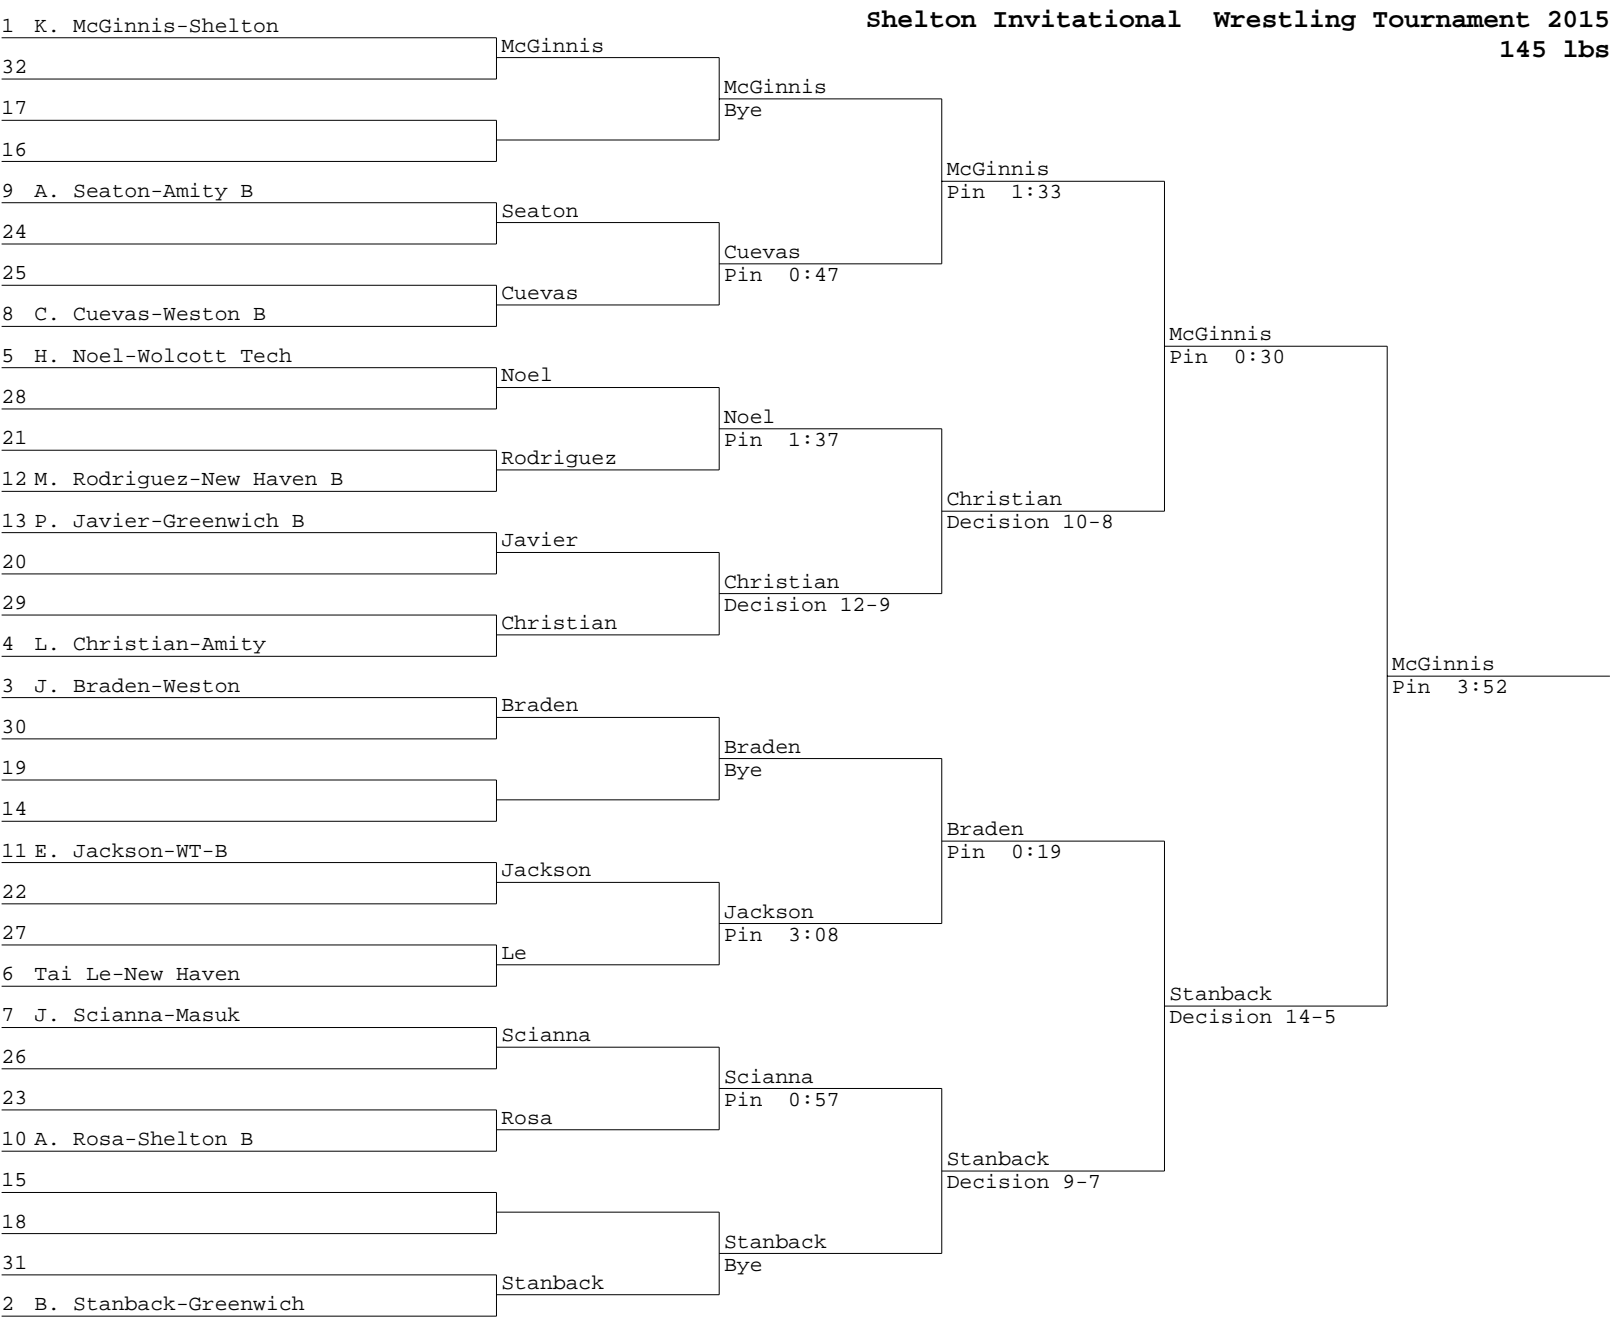 Shelton Invitational Wrestling Tournament 2015
145 lbs
1 K. McGinnis-Shelton
32
17
16
9 A. Seaton-Amity B
24
25
8 C. Cuevas-Weston B
5 H. Noel-Wolcott Tech
28
21
12 M. Rodriguez-New Haven B
13 P. Javier-Greenwich B
20
29
4 L. Christian-Amity
3 J. Braden-Weston
30
19
14
11 E. Jackson-WT-B
22
27
6 Tai Le-New Haven
7 J. Scianna-Masuk
26
23
10 A. Rosa-Shelton B
15
18
31
2 B. Stanback-Greenwich
McGinnis
Seaton
Cuevas
Noel
Rodriguez
Javier
Christian
Braden
Jackson
Le
Scianna
Rosa
Stanback
McGinnis
Bye
Cuevas
Pin 0:47
Noel
Pin 1:37
Christian
Decision 12-9
Braden
Bye
Jackson
Pin 3:08
Scianna
Pin 0:57
Stanback
Bye
McGinnis
Pin 1:33
Christian
Decision 10-8
Braden
Pin 0:19
Stanback
Decision 9-7
McGinnis
Pin 0:30
Stanback
Decision 14-5
McGinnis
Pin 3:52